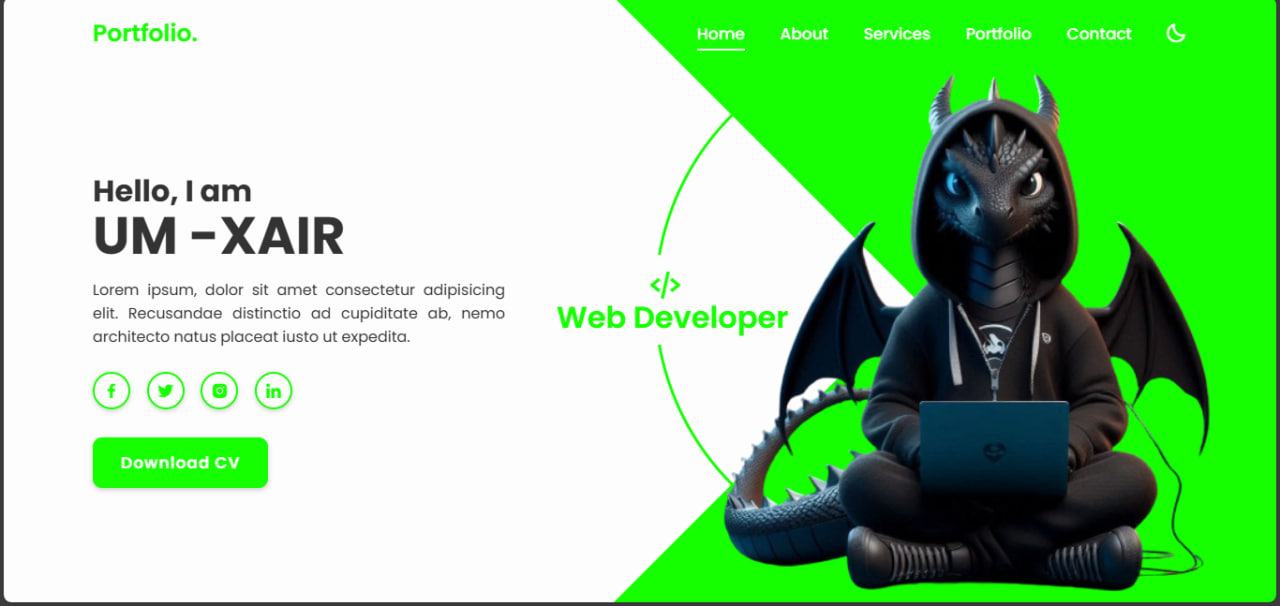 Portfolio.
Home About Services Portfolio Contact
Hello, I am
UM -XAIR
Lorem ipsum, dolor sit amet consectetur adipisicing
elit. Recusandae distinctio ad cupiditate ab, nemo
architecto natus placeat iusto ut expedita.
</>
Web Developer
Download CV